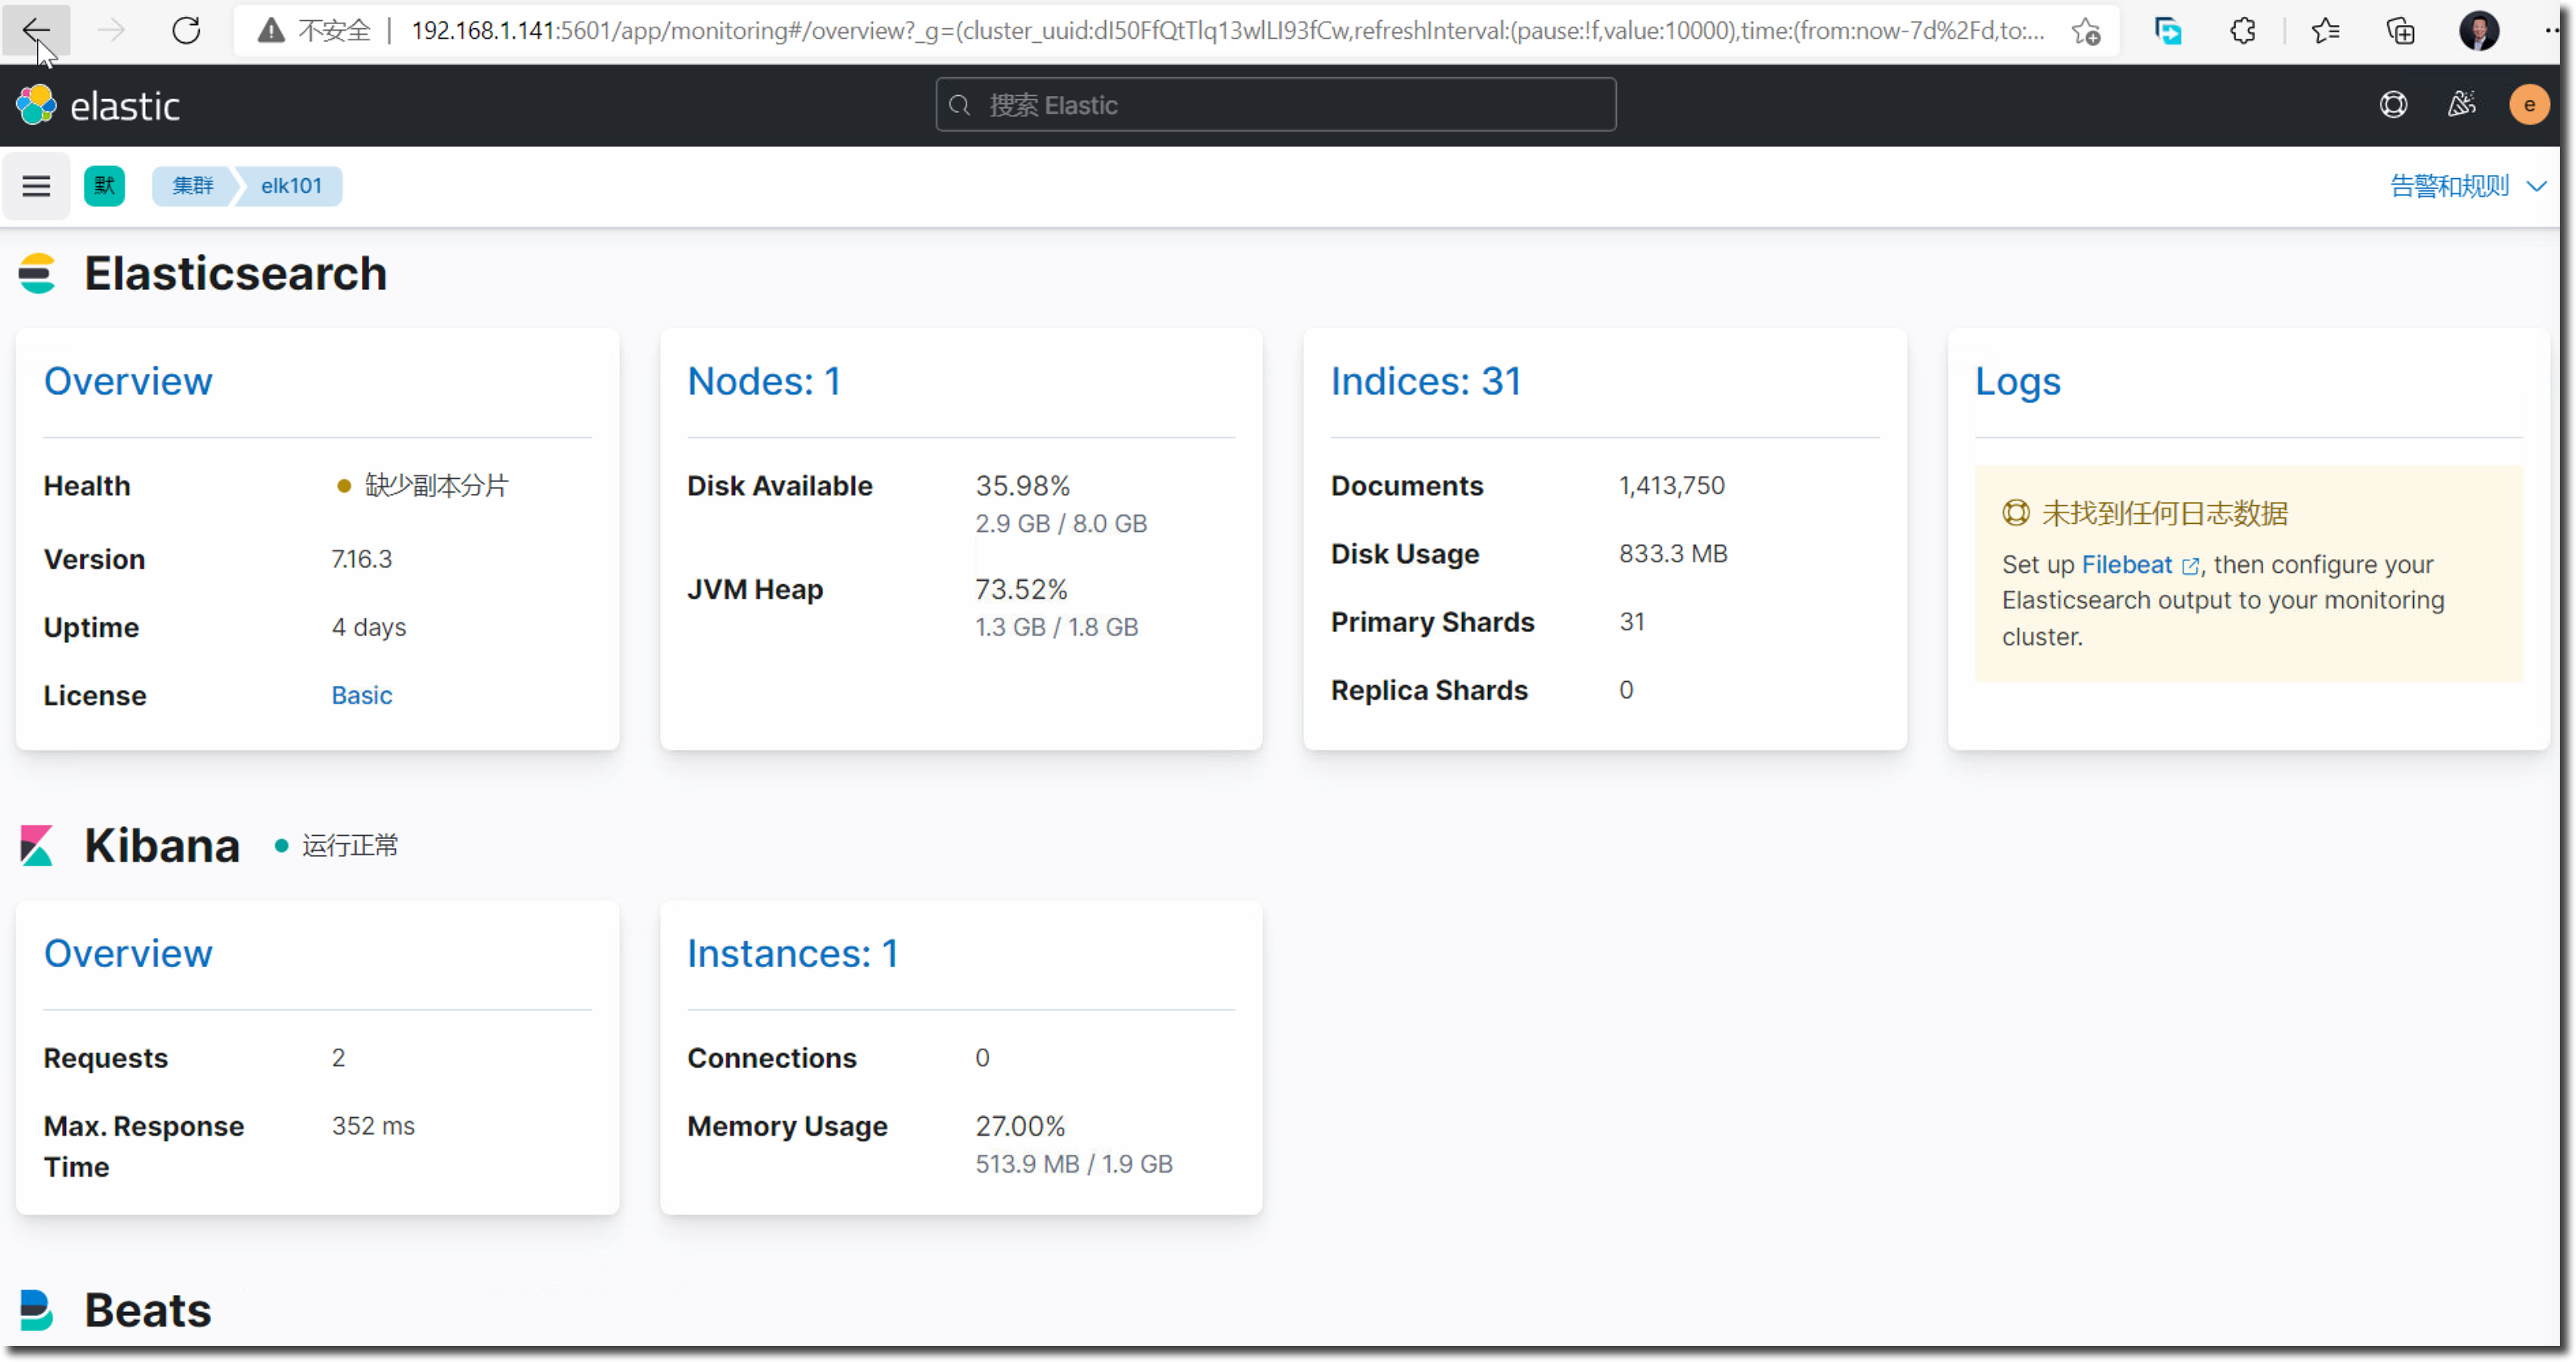 不安全 | 192.168.1.141:5601/app/monitoring#/overview?_g=(cluster_uuid:dI50FfQtTlq13wlLI93fCw,refreshInterval:(pause:!f,value:10000),time:(from:now-7d%2Fd,to:...
elastic
搜索 Elastic
e
默
集群
elk101
告警和规则
Elasticsearch
Overview
Health
缺少副本分片
Version
7.16.3
Uptime
4 days
License
Basic
Nodes: 1
Disk Available
35.98%
2.9 GB / 8.0 GB
JVM Heap
73.52%
1.3 GB / 1.8 GB
Indices: 31
Documents
1,413,750
Disk Usage
833.3 MB
Primary Shards
31
Replica Shards
0
Logs
未找到任何日志数据
Set up Filebeat , then configure your
Elasticsearch output to your monitoring
cluster.
Kibana
运行正常
Overview
Requests
2
Max. Response
Time
352 ms
Instances: 1
Connections
0
Memory Usage
27.00%
513.9 MB / 1.9 GB
Beats